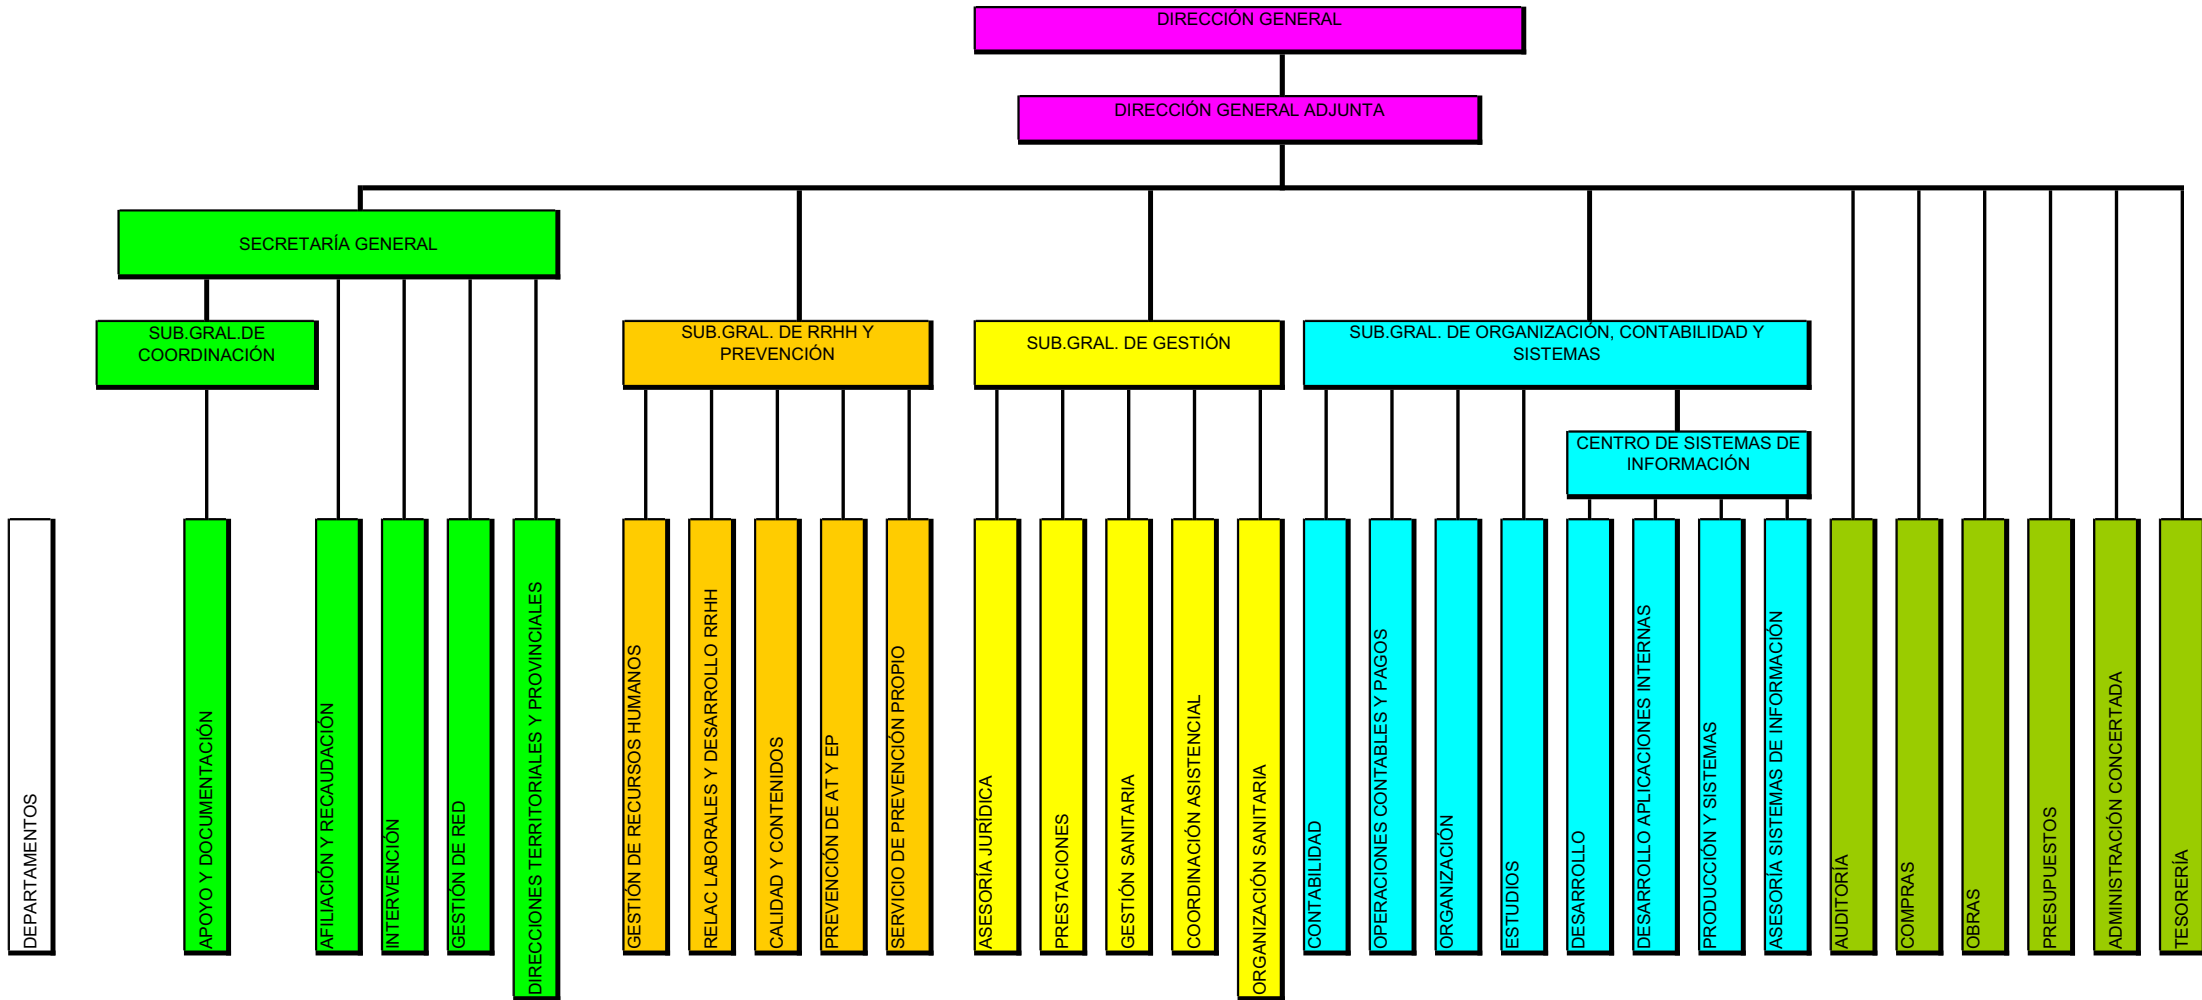 DIRECCIÓN GENERAL
DIRECCIÓN GENERAL ADJUNTA
SECRETARÍA GENERAL
SUB.GRAL.DE
COORDINACIÓN
SUB.GRAL. DE RRHH Y
PREVENCIÓN
SUB.GRAL. DE GESTIÓN
SUB.GRAL. DE ORGANIZACIÓN, CONTABILIDAD Y
SISTEMAS
CENTRO DE SISTEMAS DE
INFORMACIÓN
DEPARTAMENTOS
APOYO Y DOCUMENTACIÓN
AFILIACIÓN Y RECAUDACIÓN
INTERVENCIÓN
GESTIÓN DE RED
DIRECCIONES TERRITORIALES Y PROVINCIALES
GESTIÓN DE RECURSOS HUMANOS
RELAC LABORALES Y DESARROLLO RRHH
CALIDAD Y CONTENIDOS
PREVENCIÓN DE AT Y EP
SERVICIO DE PREVENCIÓN PROPIO
ASESORÍA JURÍDICA
PRESTACIONES
GESTIÓN SANITARIA
COORDINACIÓN ASISTENCIAL
ORGANIZACIÓN SANITARIA
CONTABILIDAD
OPERACIONES CONTABLES Y PAGOS
ORGANIZACIÓN
ESTUDIOS
DESARROLLO
DESARROLLO APLICACIONES INTERNAS
PRODUCCIÓN Y SISTEMAS
ASESORÍA SISTEMAS DE INFORMACIÓN
AUDITORÍA
COMPRAS
OBRAS
PRESUPUESTOS
ADMINISTRACIÓN CONCERTADA
TESORERÍA